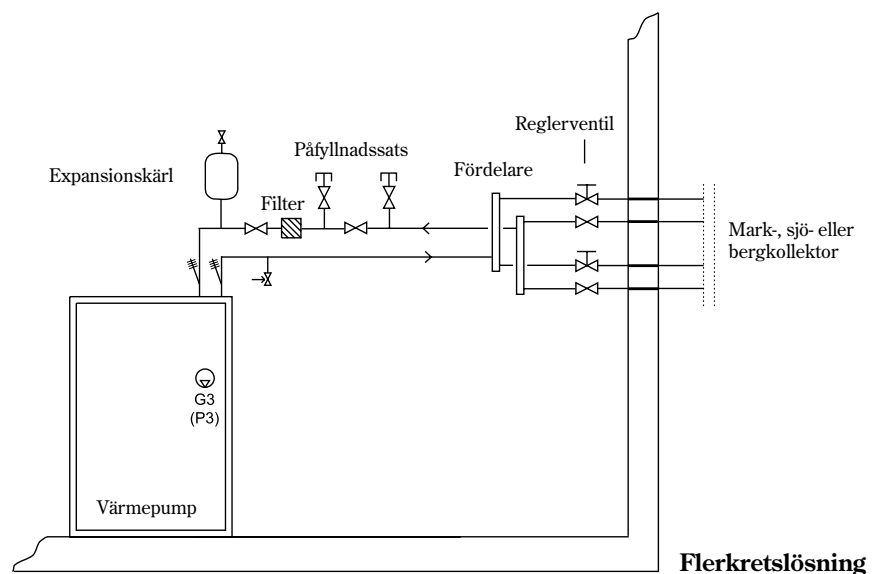 Reglerventil
Påfyllnadssats
Fördelare
Expansionskärl
Filter
Mark-, sjö- eller
bergkollektor
G3
(P3)
Värmepump
Flerkretslösning